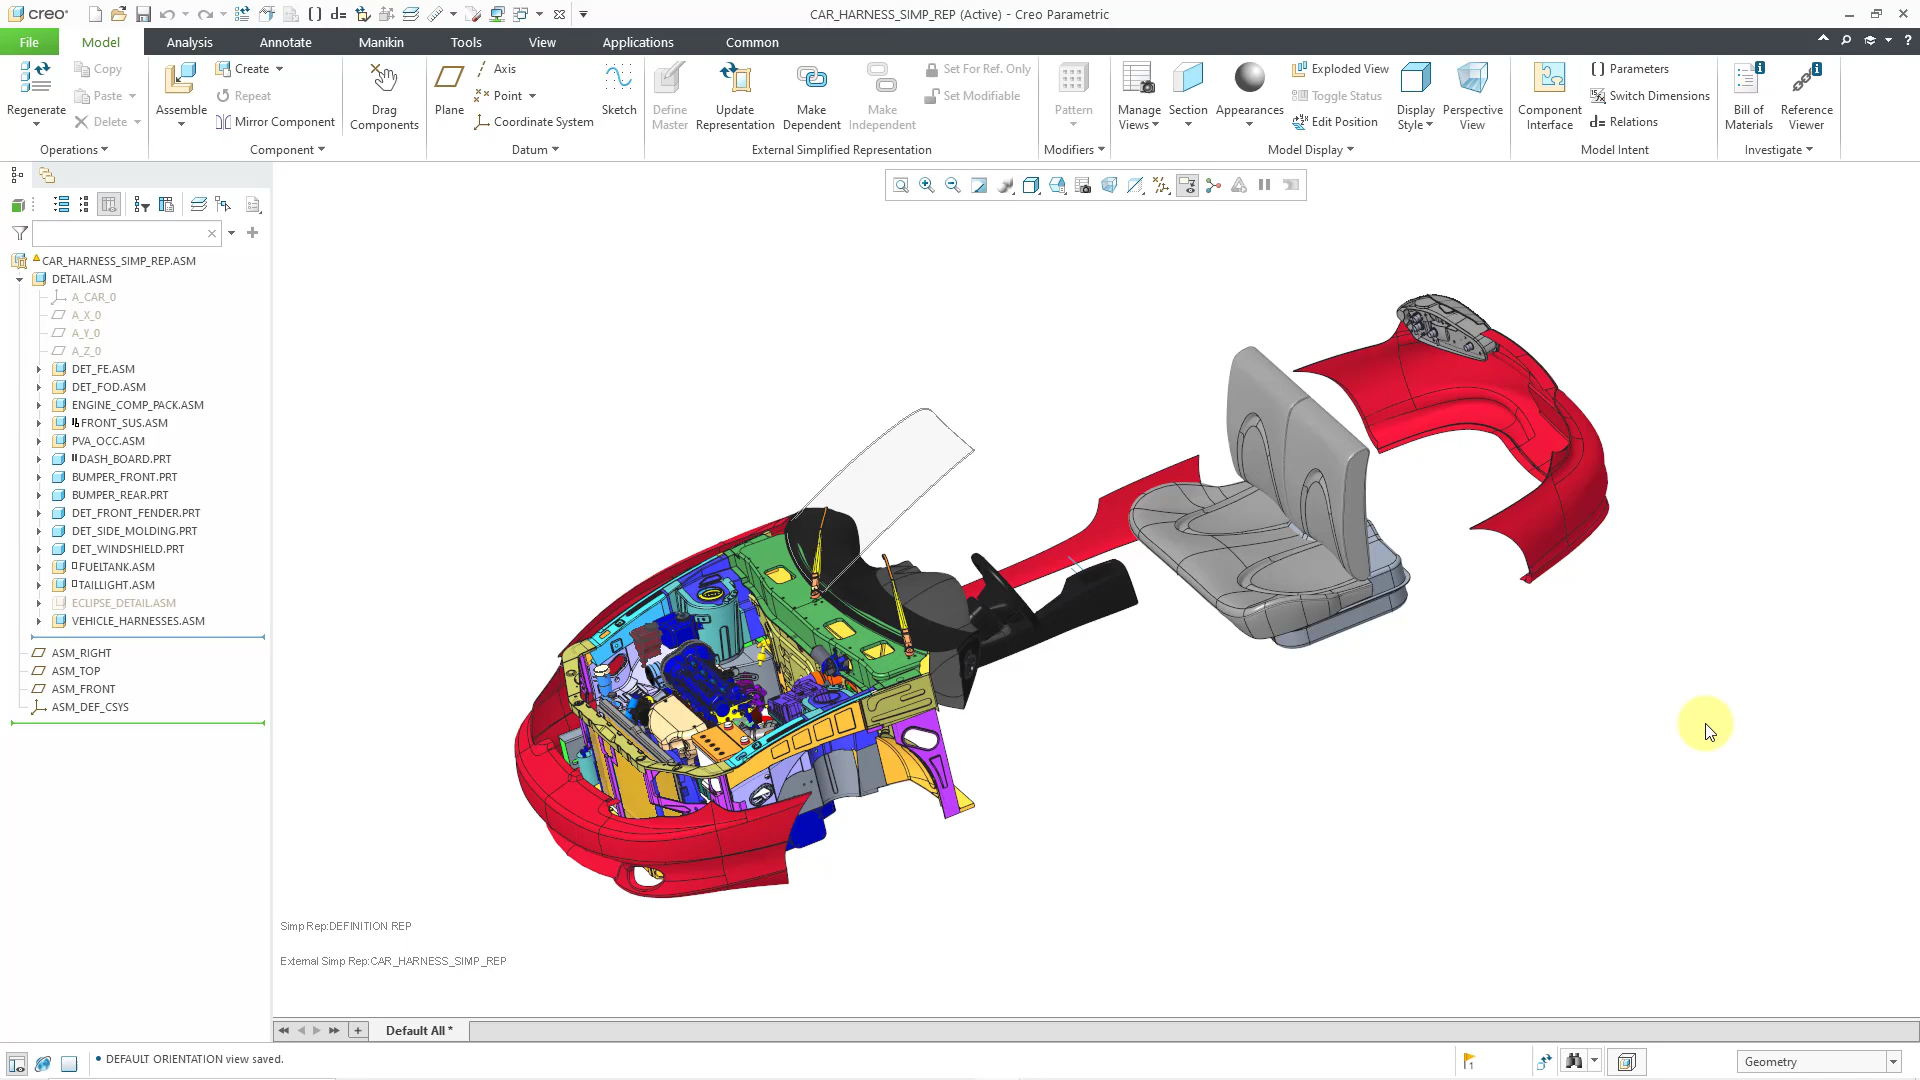 creo
CAR_HARNESS_SIMP_REP (Active) - Creo Parametric
File
Model
Analysis
Annotate
Manikin
Tools
View
Applications
Common
Regenerate
Copy
Paste
Delete
Operations
Assemble
Create
Repeat
Mirror Component
Component
Drag
Components
Plane
Axis
Point
Coordinate System
Sketch
Datum
Define
Master
Update
Representation
Make
Dependent
Make
Independent
Set For Ref. Only
Set Modifiable
External Simplified Representation
Pattern
Modifiers
Manage
Views
Section
Appearances
Exploded View
Toggle Status
Edit Position
Display
Style
Perspective
View
Model Display
Component
Interface
Parameters
Switch Dimensions
d= Relations
Model Intent
Bill of
Materials
Reference
Viewer
Investigate
CAR_HARNESS_SIMP_REP.ASM
DETAIL.ASM
A_CAR_0
A_X_0
A_Y_0
A_Z_0
DET_FE.ASM
DET_FOD.ASM
ENGINE_COMP_PACK.ASM
FRONT_SUS.ASM
PVA_OCC.ASM
DASH_BOARD.PRT
BUMPER_FRONT.PRT
BUMPER_REAR.PRT
DET_FRONT_FENDER.PRT
DET_SIDE_MOLDING.PRT
DET_WINDSHIELD.PRT
FUELTANK.ASM
TAILLIGHT.ASM
ECLIPSE_DETAIL.ASM
VEHICLE_HARNESSES.ASM
ASM_RIGHT
ASM_TOP
ASM_FRONT
ASM_DEF_CSYS
Simp Rep:DEFINITION REP
External Simp Rep:CAR_HARNESS_SIMP_REP
Default All *
• DEFAULT ORIENTATION view saved.
1
Geometry